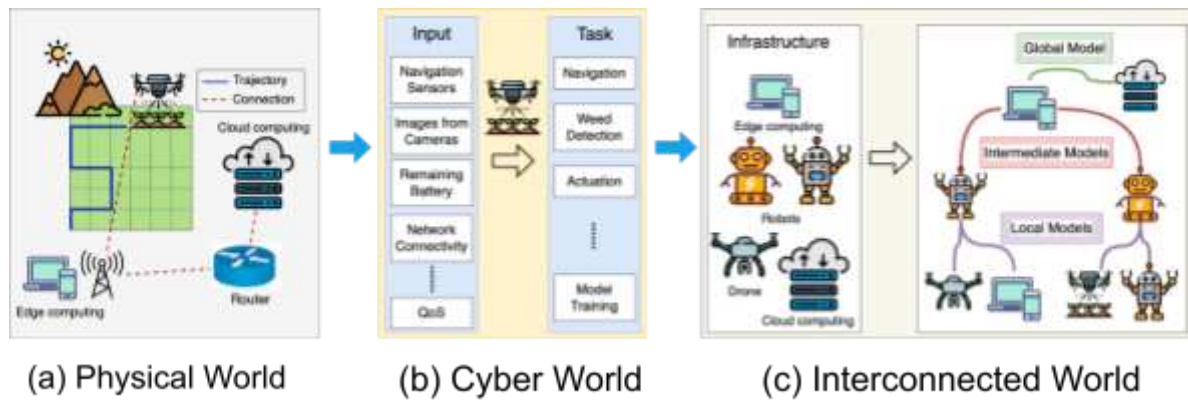 Trajectory
Connection
Cloud computing
Router
Edge computing
Input
Navigation
Sensors
Images from
Cameras
Remaining
Battery
Network
Connectivity
QoS
Task
Navigation
Weed
Detection
Actuation
Model
Training
Infrastructure
Edge computing
Robots
Drone
Cloud computing
Global Model
Intermediate Models
Local Models
(a) Physical World
(b) Cyber World
(c) Interconnected World